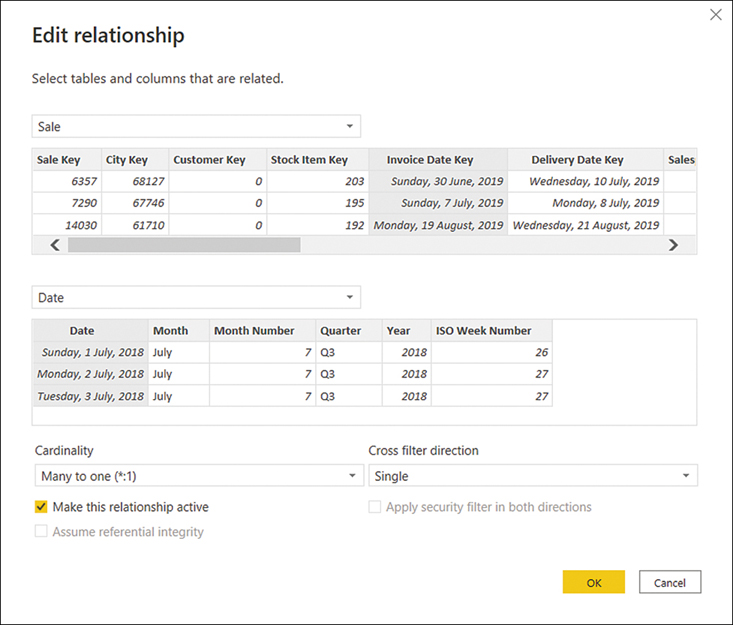 Edit relationship
Select tables and columns that are related.
Sale
Sale Key City Key Customer Key Stock Item Key Invoice Date Key Delivery Date Key Sales
6357 68127 0 203 Sunday, 30 June, 2019 Wednesday, 10 July, 2019
7290 67746 0 195 Sunday, 7 July, 2019 Monday, 8 July, 2019
14030 61710 0 192 Monday, 19 August, 2019 Wednesday, 21 August, 2019
Date
Date Month Month Number Quarter Year ISO Week Number
Sunday, 1 July, 2018 July 7 Q3 2018 26
Monday, 2 July, 2018 July 7 Q3 2018 27
Tuesday, 3 July, 2018 July 7 Q3 2018 27
Cardinality Cross filter direction
Many to one (*:1) Single
Make this relationship active Apply security filter in both directions
Assume referential integrity
OK Cancel